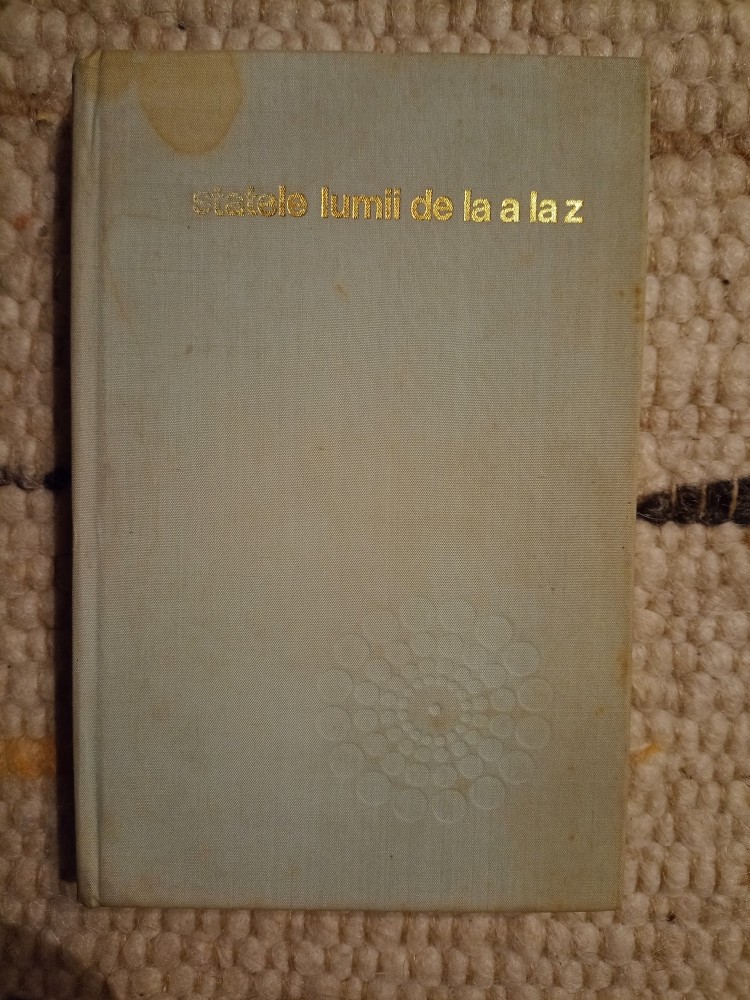 statele lumii de la a la z